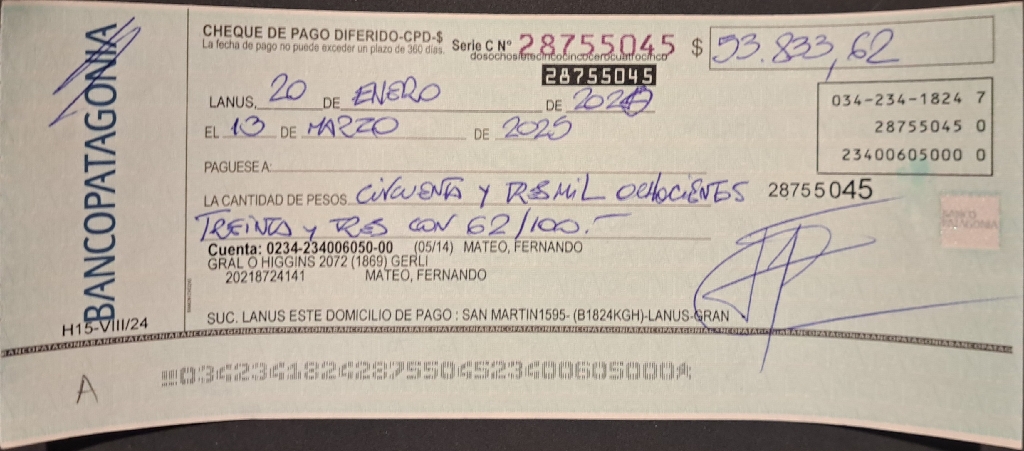 BANCOPATAGONIA
H15-VIII/24
CHEQUE DE PAGO DIFERIDO-CPD-$
La fecha de pago no puede exceder un plazo de 360 días.
Serie C Nº 28755045 $ 53.833,62
dosochosietecincocincocerocuatrocinco
28755045
LANUS, 20 DE ENERO DE
EL 13 DE MARZO DE 2025
034-234-1824 7
28755045 0
23400605000 0
PAGUESE A:
LA CANTIDAD DE PESOS CINCUENTA Y TRES MIL OCHOCIENTOS 28755045
TREINTA Y TRES CON 62/100.-
Cuenta: 0234-234006050-00 (05/14) MATEO, FERNANDO
GRAL O HIGGINS 2072 (1869) GERLI
20218724141 MATEO, FERNANDO
SUC. LANUS ESTE DOMICILIO DE PAGO : SAN MARTIN1595- (B1824KGH)-LANUS-GRAN
BANCOPATAGONIABANCOPATAGONIABANCOPATAGONIABANCOPATAGONIA
A
03423418242875504523400605000